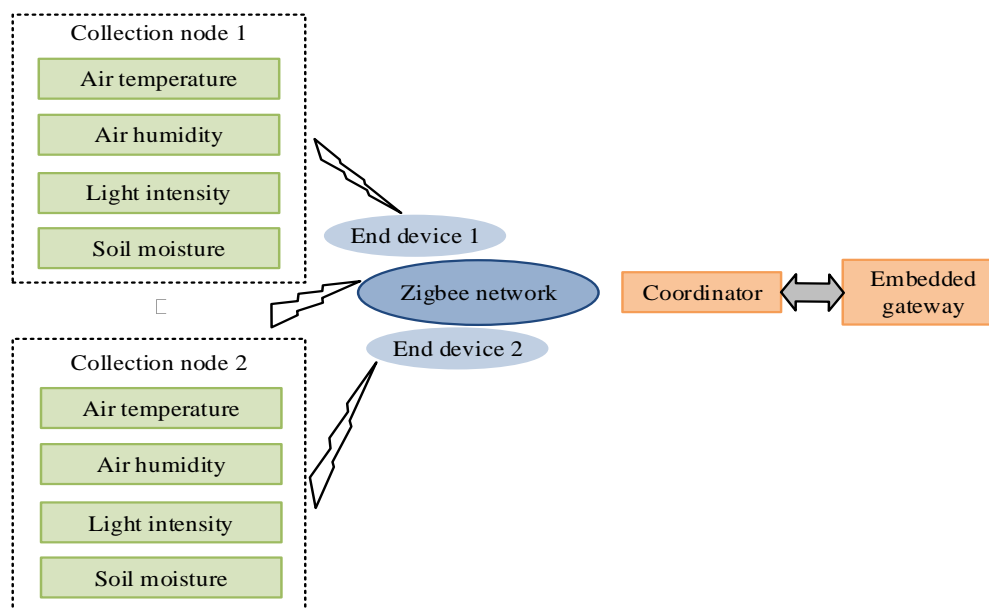 Collection node 1
Air temperature
Air humidity
Light intensity
Soil moisture
End device 1
Zigbee network
End device 2
Coordinator
Embedded
gateway
Collection node 2
Air temperature
Air humidity
Light intensity
Soil moisture